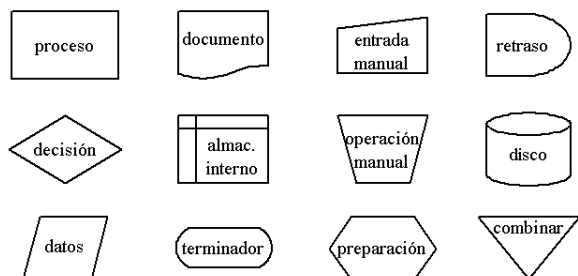 proceso
documento
entrada
manual
retraso
decisión
almac.
interno
operación
manual
disco
datos
terminador
preparación
combinar